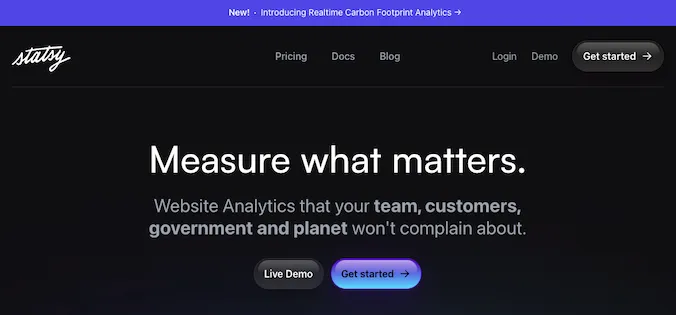 New! · Introducing Realtime Carbon Footprint Analytics →
statsy
Pricing Docs Blog Login Demo Get started →
Measure what matters.
Website Analytics that your team, customers,
government and planet won't complain about.
Live Demo Get started →